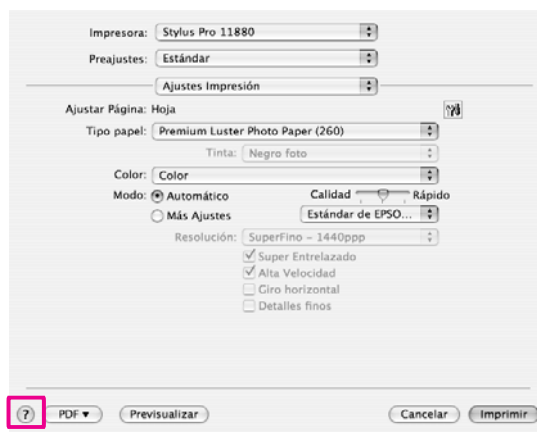 Impresora: Stylus Pro 11880
Preajustes: Estándar
Ajustes Impresión
Ajustar Página: Hoja
Tipo papel: Premium Luster Photo Paper (260)
Tinta: Negro foto
Color: Color
Modo: Automático Calidad Rápido
Más Ajustes Estándar de EPSO...
Resolución: SuperFino - 1440ppp
Super Entrelazado
Alta Velocidad
Giro horizontal
Detalles finos
? PDF Previsualizar Cancelar Imprimir